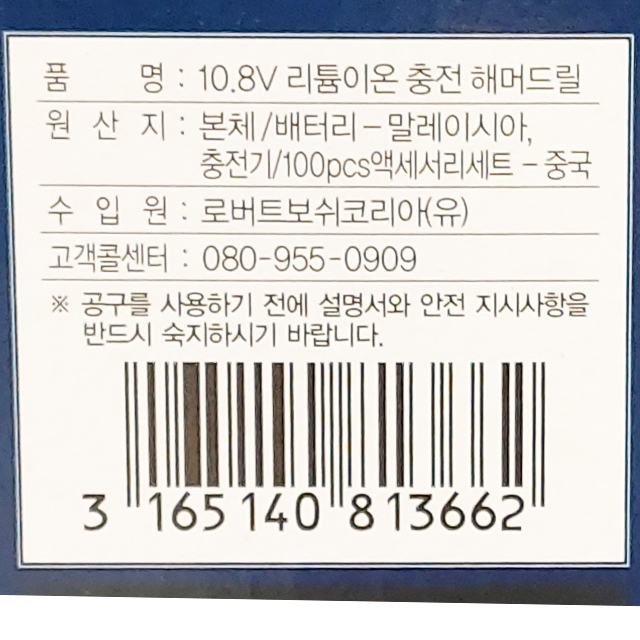 품 명 : 10.8V 리튬이온 충전 해머드릴
원 산 지 : 본체/배터리 – 말레이시아,
충전기/100pcs액세서리세트 – 중국
수 입 원 : 로버트보쉬코리아(유)
고객콜센터 : 080-955-0909
※ 공구를 사용하기 전에 설명서와 안전 지시사항을
반드시 숙지하시기 바랍니다.
3 165140 813662